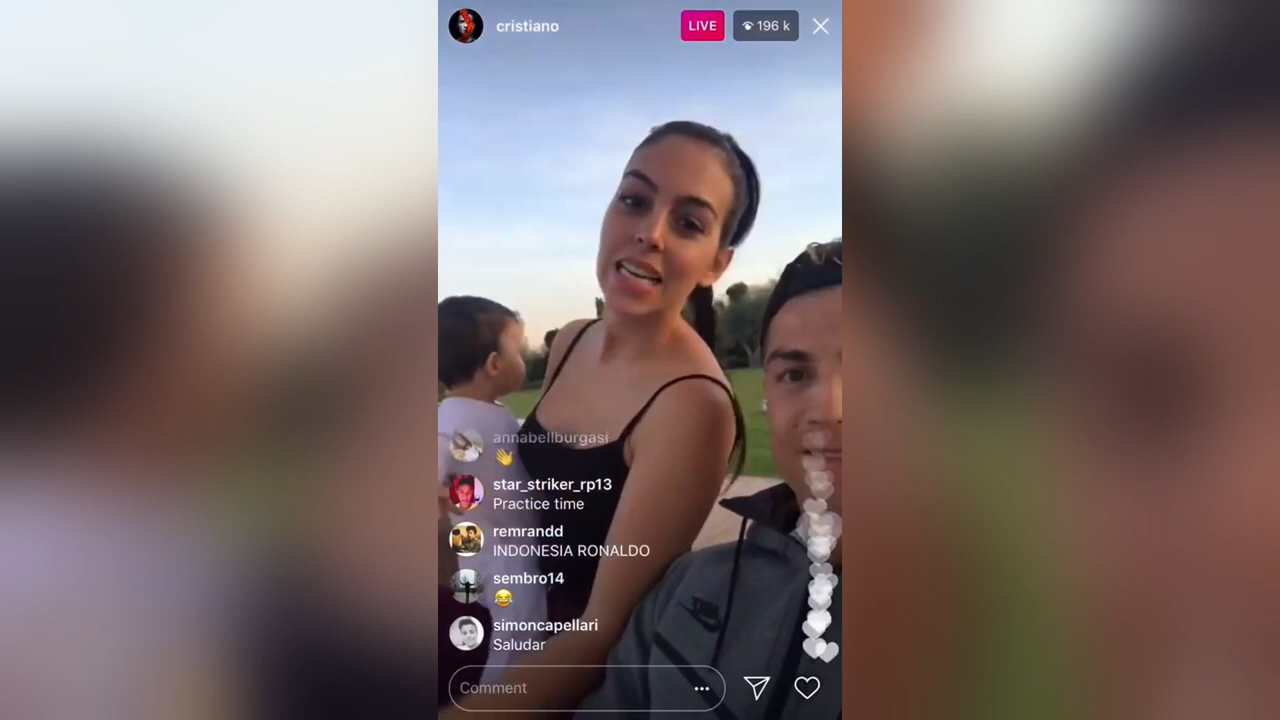 cristiano
LIVE
196 k
annabellburgasi
👋
star_striker_rp13
Practice time
remrandd
INDONESIA RONALDO
sembro14
😂
simoncapellari
Saludar
Comment